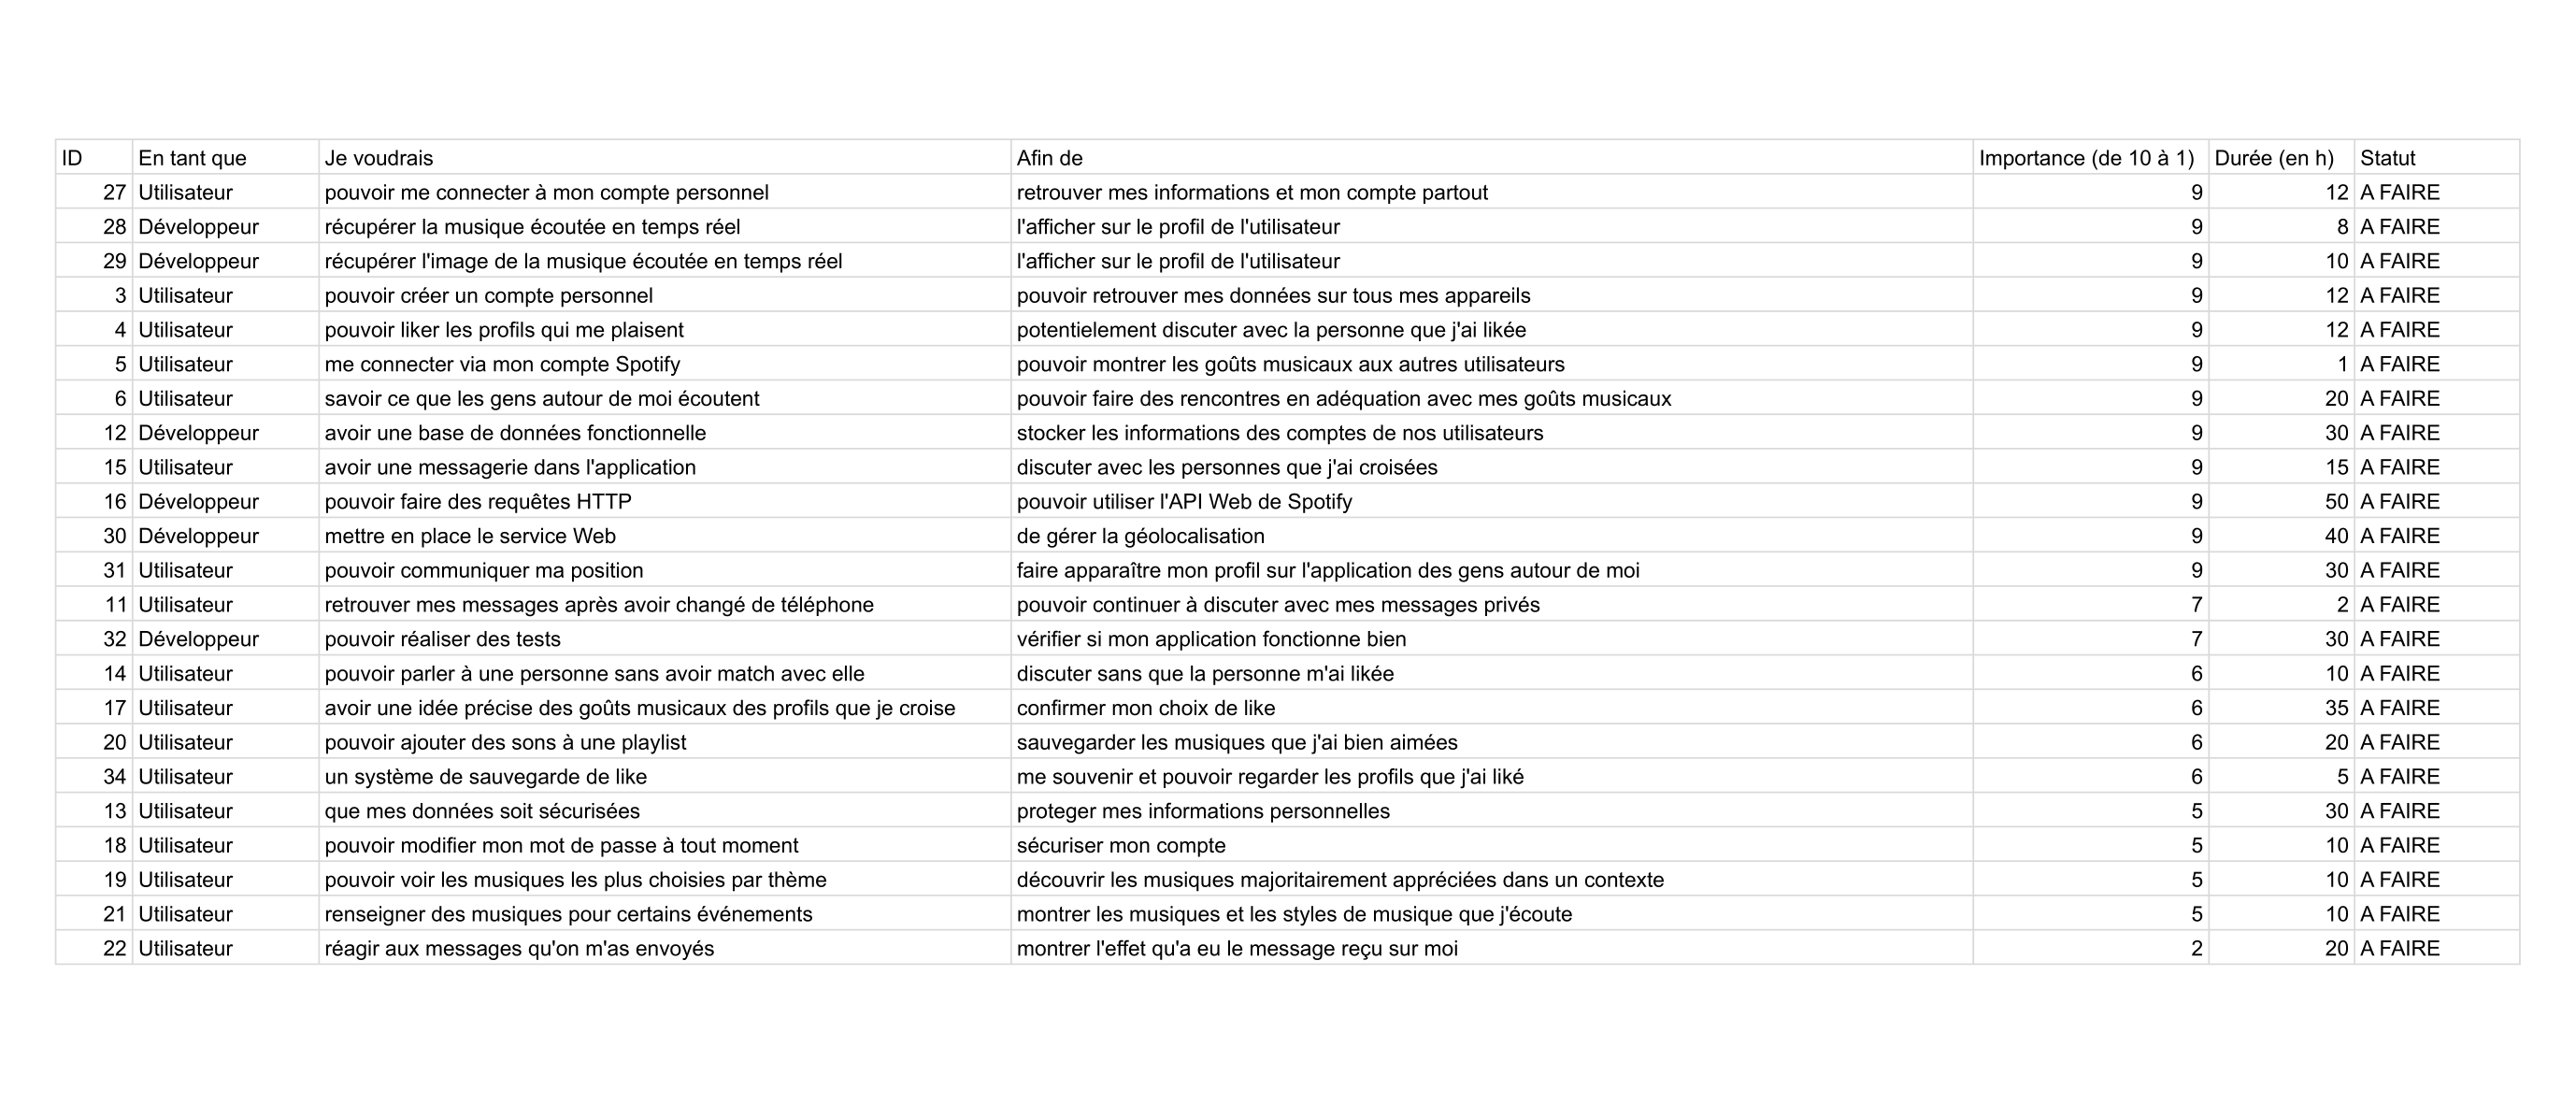 ID En tant que Je voudrais Afin de Importance (de 10 à 1) Durée (en h) Statut
27 Utilisateur pouvoir me connecter à mon compte personnel retrouver mes informations et mon compte partout 9 12 A FAIRE
28 Développeur récupérer la musique écoutée en temps réel l'afficher sur le profil de l'utilisateur 9 8 A FAIRE
29 Développeur récupérer l'image de la musique écoutée en temps réel l'afficher sur le profil de l'utilisateur 9 10 A FAIRE
3 Utilisateur pouvoir créer un compte personnel pouvoir retrouver mes données sur tous mes appareils 9 12 A FAIRE
4 Utilisateur pouvoir liker les profils qui me plaisent potentielement discuter avec la personne que j'ai likée 9 12 A FAIRE
5 Utilisateur me connecter via mon compte Spotify pouvoir montrer les goûts musicaux aux autres utilisateurs 9 1 A FAIRE
6 Utilisateur savoir ce que les gens autour de moi écoutent pouvoir faire des rencontres en adéquation avec mes goûts musicaux 9 20 A FAIRE
12 Développeur avoir une base de données fonctionnelle stocker les informations des comptes de nos utilisateurs 9 30 A FAIRE
15 Utilisateur avoir une messagerie dans l'application discuter avec les personnes que j'ai croisées 9 15 A FAIRE
16 Développeur pouvoir faire des requêtes HTTP pouvoir utiliser l'API Web de Spotify 9 50 A FAIRE
30 Développeur mettre en place le service Web de gérer la géolocalisation 9 40 A FAIRE
31 Utilisateur pouvoir communiquer ma position faire apparaître mon profil sur l'application des gens autour de moi 9 30 A FAIRE
11 Utilisateur retrouver mes messages après avoir changé de téléphone pouvoir continuer à discuter avec mes messages privés 7 2 A FAIRE
32 Développeur pouvoir réaliser des tests vérifier si mon application fonctionne bien 7 30 A FAIRE
14 Utilisateur pouvoir parler à une personne sans avoir match avec elle discuter sans que la personne m'ai likée 6 10 A FAIRE
17 Utilisateur avoir une idée précise des goûts musicaux des profils que je croise confirmer mon choix de like 6 35 A FAIRE
20 Utilisateur pouvoir ajouter des sons à une playlist sauvegarder les musiques que j'ai bien aimées 6 20 A FAIRE
34 Utilisateur un système de sauvegarde de like me souvenir et pouvoir regarder les profils que j'ai liké 6 5 A FAIRE
13 Utilisateur que mes données soit sécurisées proteger mes informations personnelles 5 30 A FAIRE
18 Utilisateur pouvoir modifier mon mot de passe à tout moment sécuriser mon compte 5 10 A FAIRE
19 Utilisateur pouvoir voir les musiques les plus choisies par thème découvrir les musiques majoritairement appréciées dans un contexte 5 10 A FAIRE
21 Utilisateur renseigner des musiques pour certains événements montrer les musiques et les styles de musique que j'écoute 5 10 A FAIRE
22 Utilisateur réagir aux messages qu'on m'as envoyés montrer l'effet qu'a eu le message reçu sur moi 2 20 A FAIRE